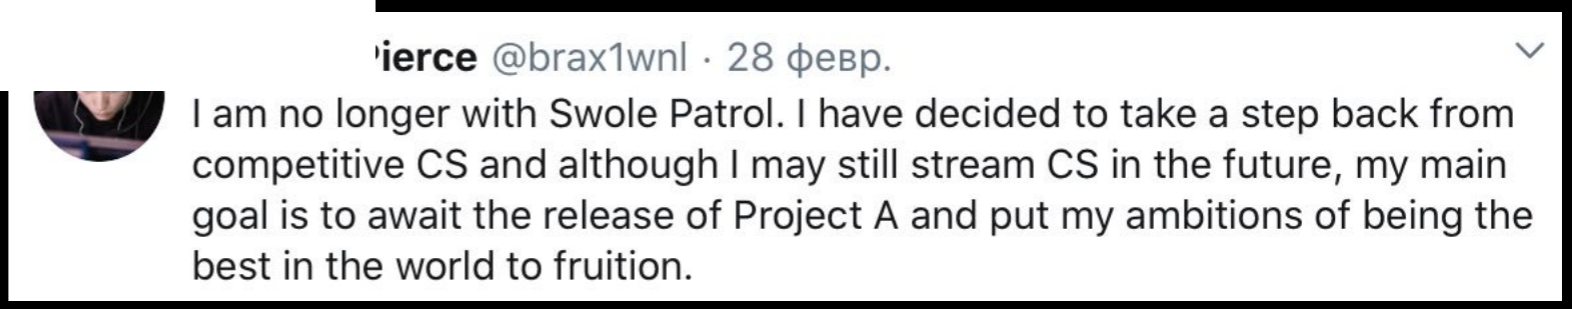 Pierce @brax1wnl · 28 февр.
I am no longer with Swole Patrol. I have decided to take a step back from
competitive CS and although I may still stream CS in the future, my main
goal is to await the release of Project A and put my ambitions of being the
best in the world to fruition.